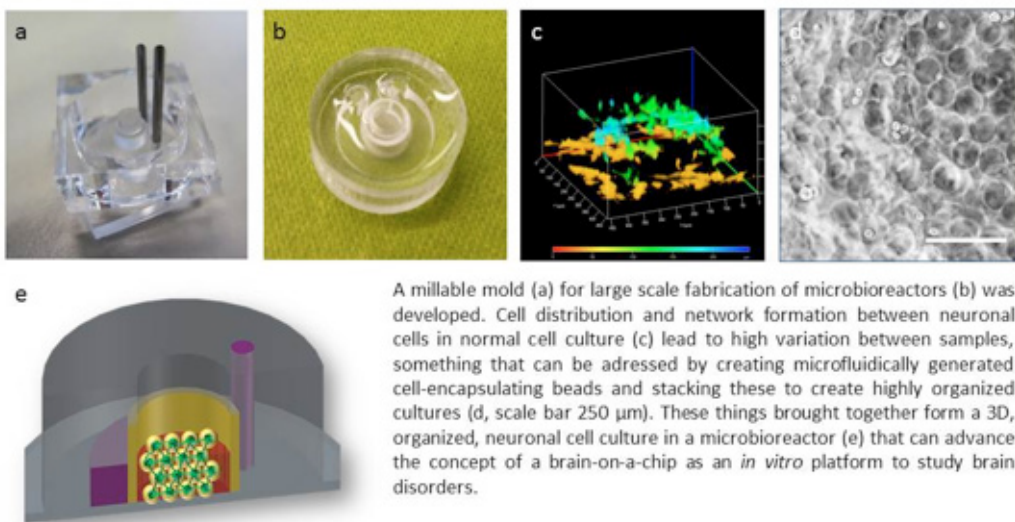 a
b
c
d
e
A millable mold (a) for large scale fabrication of microbioreactors (b) was
developed. Cell distribution and network formation between neuronal
cells in normal cell culture (c) lead to high variation between samples,
something that can be adressed by creating microfluidically generated
cell-encapsulating beads and stacking these to create highly organized
cultures (d, scale bar 250 μm). These things brought together form a 3D,
organized, neuronal cell culture in a microbioreactor (e) that can advance
the concept of a brain-on-a-chip as an in vitro platform to study brain
disorders.